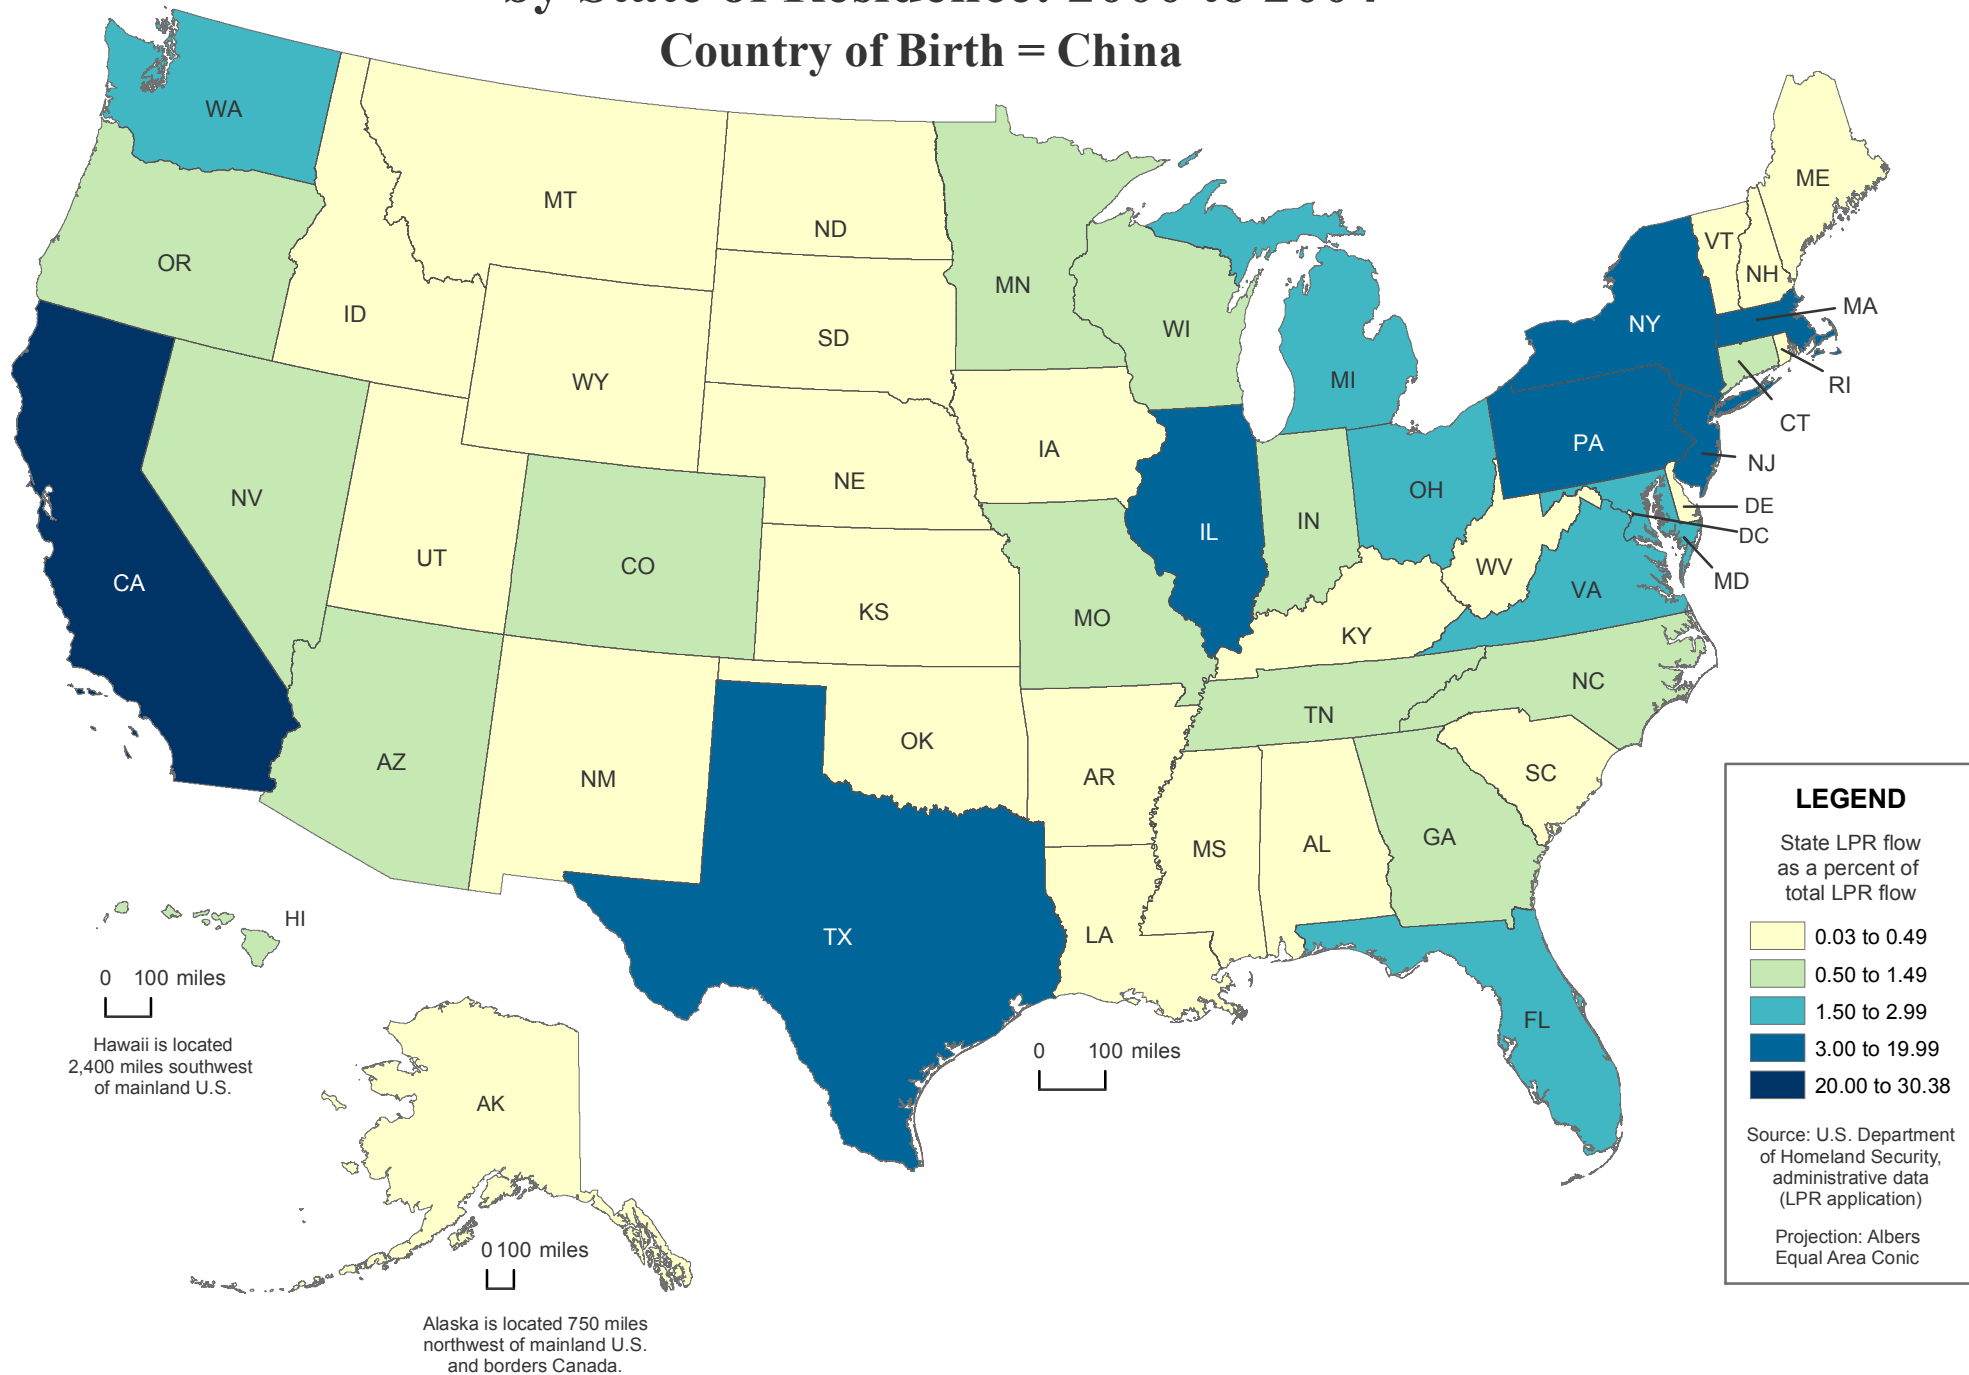 Country of Birth = China
WA
MT
ND
ME
OR
MN
VT
NH
ID
SD
WI
NY
MA
WY
MI
RI
CT
IA
PA
NJ
NE
NV
OH
IN
IL
DE
DC
UT
CO
WV
MD
CA
VA
KS
MO
KY
NC
TN
OK
AZ
NM
AR
SC
MS
AL
GA
TX
LA
HI
FL
AK
0 100 miles
Hawaii is located
2,400 miles southwest
of mainland U.S.
0 100 miles
0 100 miles
Alaska is located 750 miles
northwest of mainland U.S.
and borders Canada.
LEGEND
State LPR flow
as a percent of
total LPR flow
0.03 to 0.49
0.50 to 1.49
1.50 to 2.99
3.00 to 19.99
20.00 to 30.38
Source: U.S. Department
of Homeland Security,
administrative data
(LPR application)
Projection: Albers
Equal Area Conic